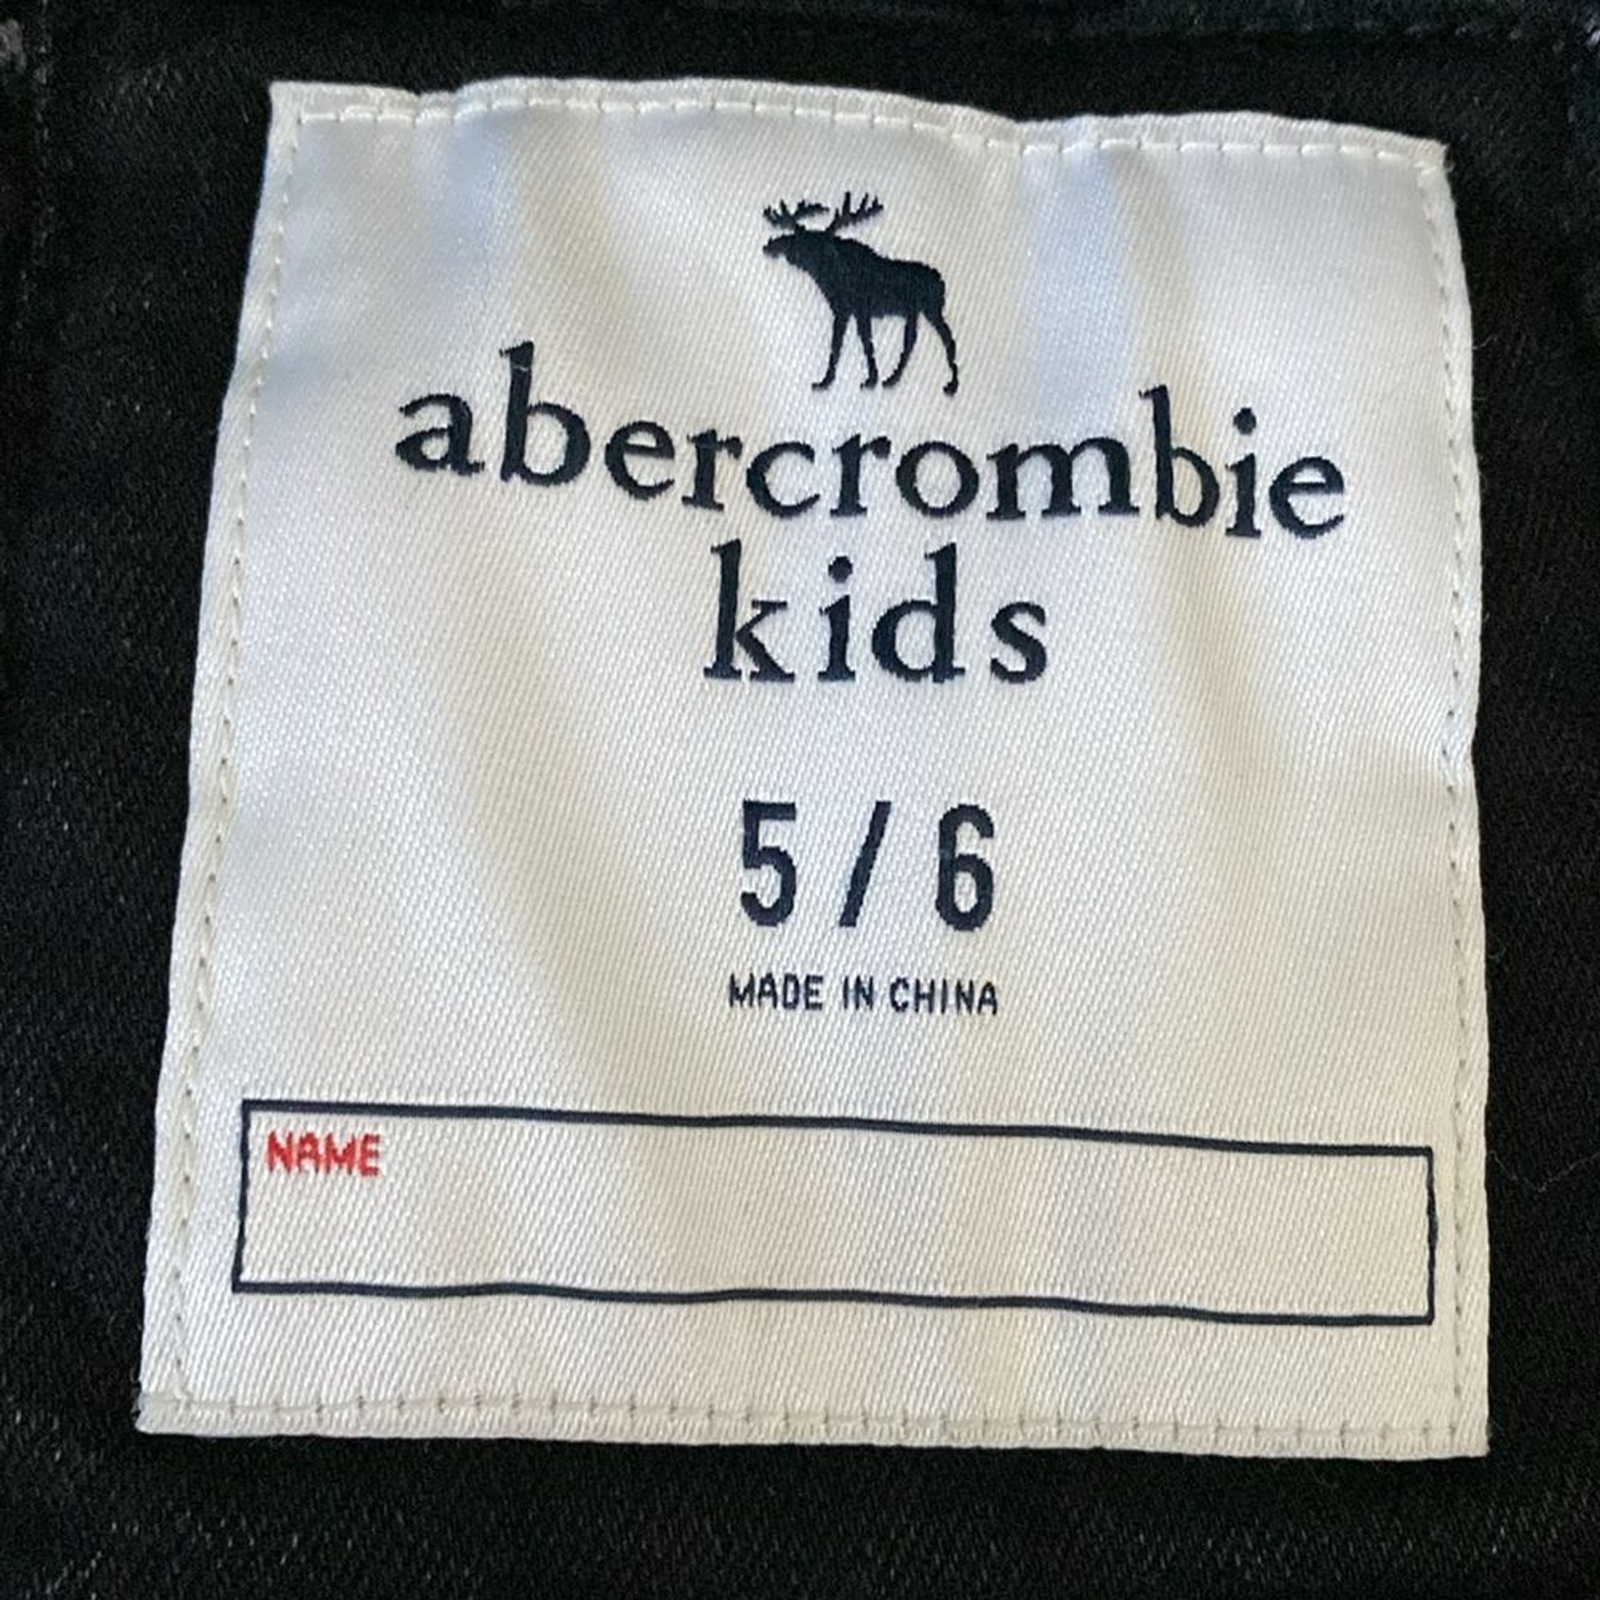 abercrombie
kids
5 / 6
MADE IN CHINA
NAME